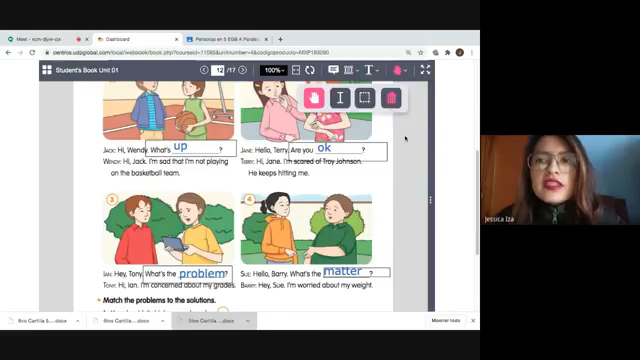 Meet - xcm-djyw-dx
Dashboard
Personas en 5 EGB A Paralelo
centros.udpglobal.com/local/webbook/book.php?courseid=11595&unitnumber=4&codigoproducto=MXP183090
Student's Book Unit 01
12 /17
100%
JACK: Hi, Wendy. What's up ?
WENDY: Hi, Jack. I'm sad that I'm not playing
on the basketball team.
JANE: Hello, Terry. Are you ok ?
TERRY: Hi, Jane. I'm scared of Troy Johnson.
He keeps hitting me.
3
4
IAN: Hey, Tony. What's the problem?
TONY: Hi, Ian. I'm concerned about my grades.
SUE: Hello, Barry. What's the matter ?
BARRY: Hey, Sue. I'm worried about my weight.
Match the problems to the solutions.
Jessica Iza
Mostrar todo